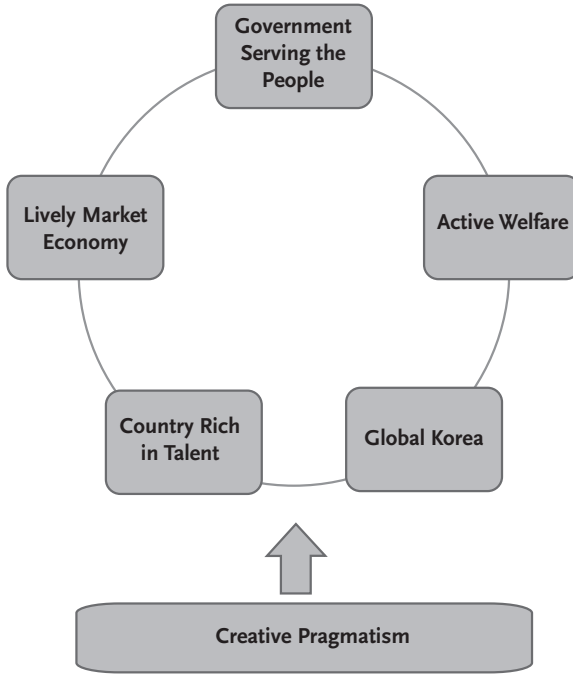 Government
Serving the
People
Lively Market
Economy
Active Welfare
Country Rich
in Talent
Global Korea
Creative Pragmatism